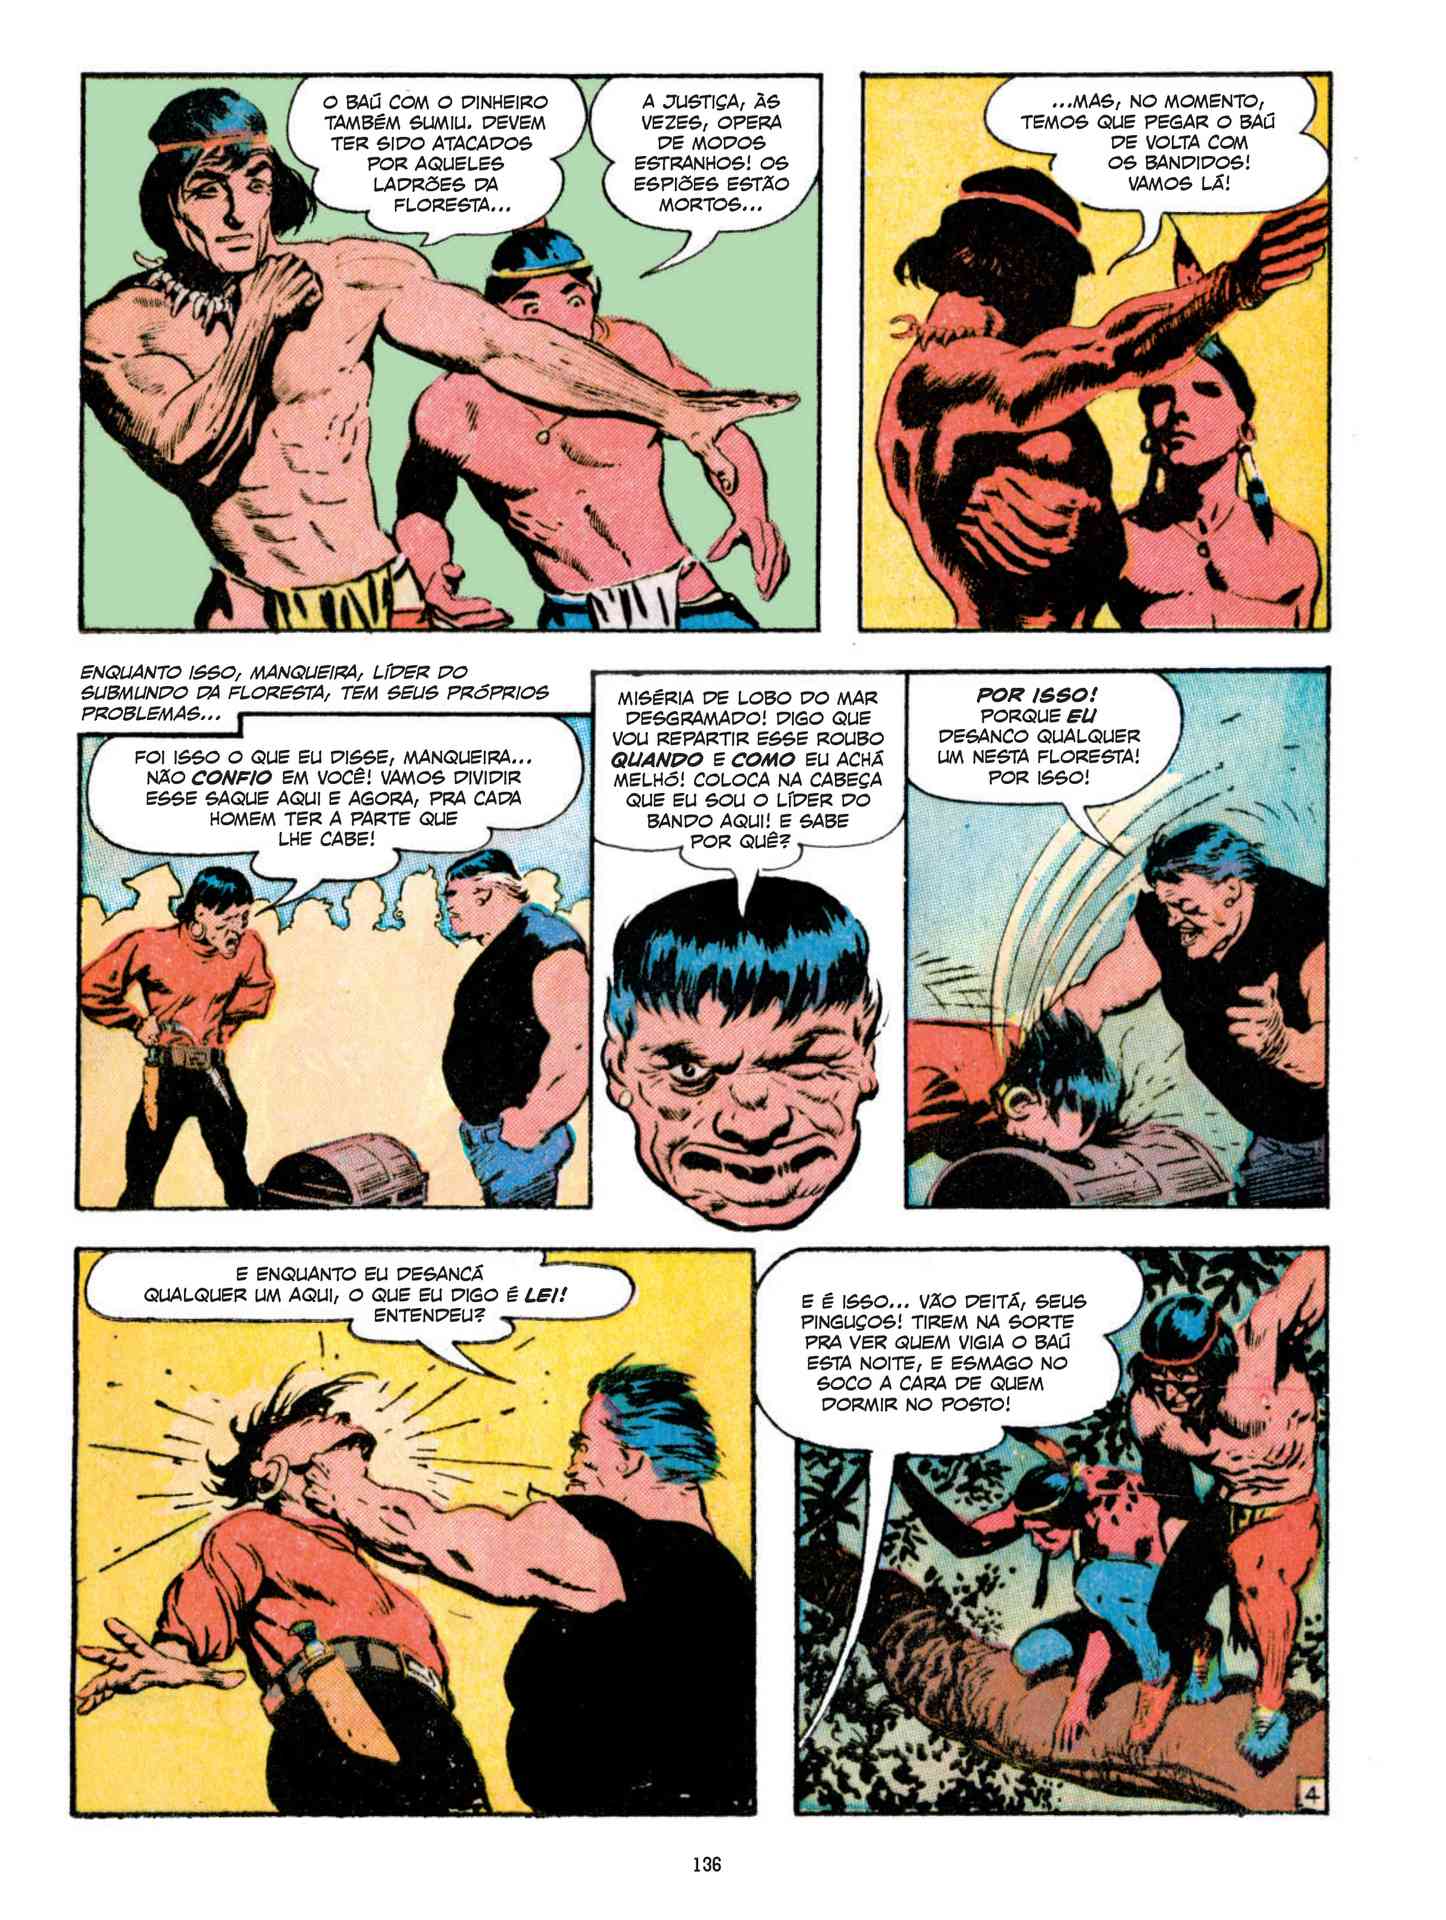 O BAÚ COM O DINHEIRO
TAMBÉM SUMIU. DEVEM
TER SIDO ATACADOS
POR AQUELES
LADRÕES DA
FLORESTA...
A JUSTIÇA, ÀS
VEZES, OPERA
DE MODOS
ESTRANHOS! OS
ESPIÕES ESTÃO
MORTOS...
...MAS, NO MOMENTO,
TEMOS QUE PEGAR O BAÚ
DE VOLTA COM
OS BANDIDOS!
VAMOS LÁ!
ENQUANTO ISSO, MANQUEIRA, LÍDER DO
SUBMUNDO DA FLORESTA, TEM SEUS PRÓPRIOS
PROBLEMAS...
FOI ISSO O QUE EU DISSE, MANQUEIRA...
NÃO CONFIO EM VOCÊ! VAMOS DIVIDIR
ESSE SAQUE AQUI E AGORA, PRA CADA
HOMEM TER A PARTE QUE
LHE CABE!
MISÉRIA DE LOBO DO MAR
DESGRAMADO! DIGO QUE
VOU REPARTIR ESSE ROUBO
QUANDO E COMO EU ACHÁ
MELHÓ! COLOCA NA CABEÇA
QUE EU SOU O LÍDER DO
BANDO AQUI! E SABE
POR QUÊ?
POR ISSO!
PORQUE EU
DESANCO QUALQUER
UM NESTA FLORESTA!
POR ISSO!
E ENQUANTO EU DESANCÁ
QUALQUER UM AQUI, O QUE EU DIGO É LEI!
ENTENDEU?
E É ISSO... VÃO DEITÁ, SEUS
PINGUÇOS! TIREM NA SORTE
PRA VER QUEM VIGIA O BAÚ
ESTA NOITE, E ESMAGO NO
SOCO A CARA DE QUEM
DORMIR NO POSTO!
4
136